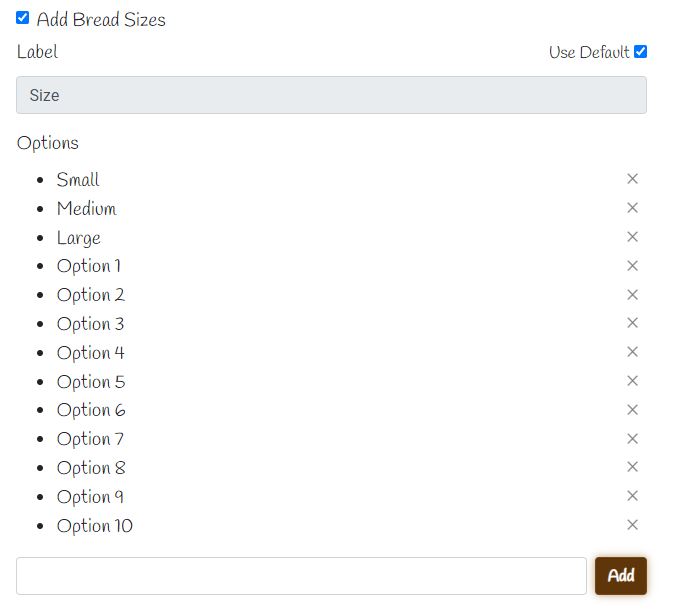 Add Bread Sizes
Label Use Default
Size
Options
Small
Medium
Large
Option 1
Option 2
Option 3
Option 4
Option 5
Option 6
Option 7
Option 8
Option 9
Option 10
Add